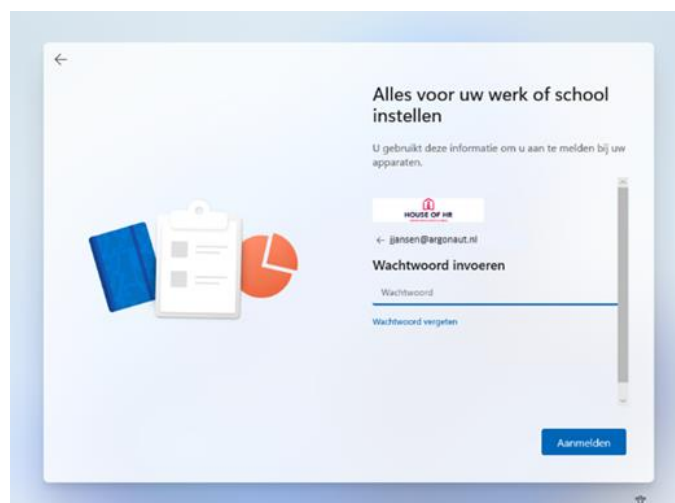 Alles voor uw werk of school
instellen
U gebruikt deze informatie om u aan te melden bij uw
apparaten.
HOUSE OF HR
jjansen@argonaut.nl
Wachtwoord invoeren
Wachtwoord
Wachtwoord vergeten
Aanmelden